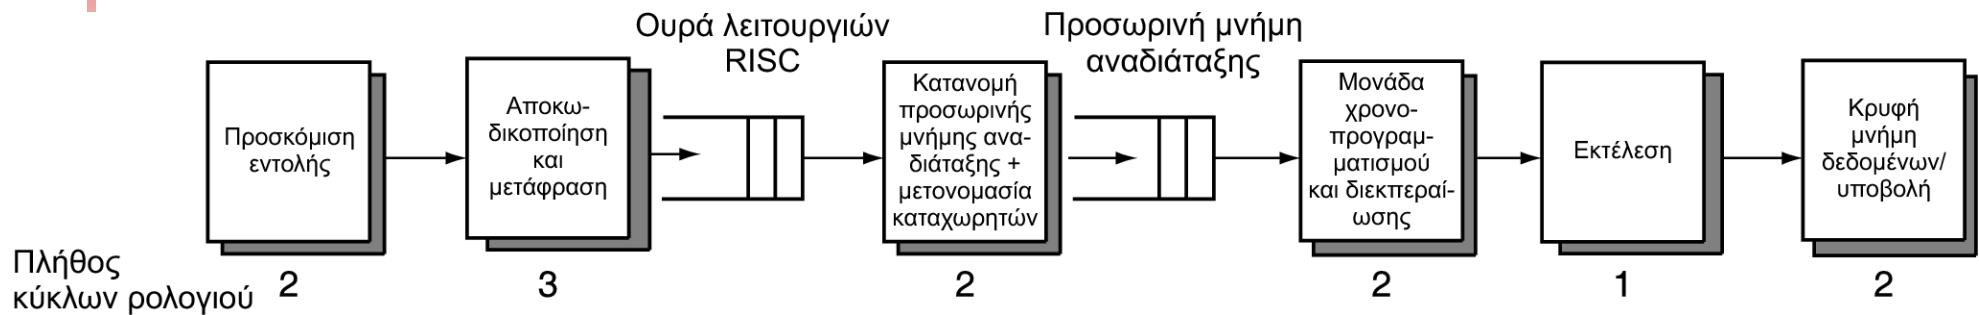 Ουρά λειτουργιών
RISC
Προσωρινή μνήμη
αναδιάταξης
Προσκόμιση
εντολής
Αποκω-
δικοποίηση
και
μετάφραση
Κατανομή
προσωρινής
μνήμης ανα-
διάταξης +
μετονομασία
καταχωρητών
Μονάδα
χρονο-
προγραμ-
ματισμού
και διεκπεραί-
ωσης
Εκτέλεση
Κρυφή
μνήμη
δεδομένων/
υποβολή
Πλήθος
κύκλων ρολογιού 2 3 2 2 1 2